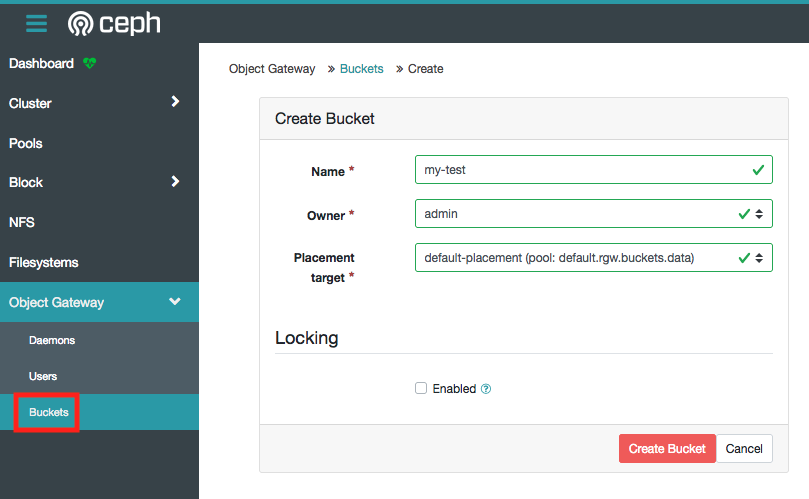 ceph
Dashboard
Cluster
Pools
Block
NFS
Filesystems
Object Gateway
Daemons
Users
Buckets
Object Gateway » Buckets » Create
Create Bucket
Name * my-test
Owner * admin
Placement
target * default-placement (pool: default.rgw.buckets.data)
Locking
Enabled ?
Create Bucket Cancel